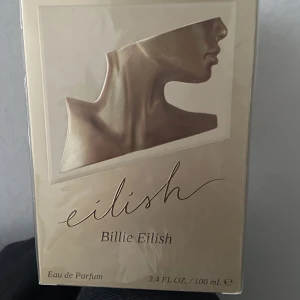 eilish
Billie Eilish
Eau de Parfum 3.4 FL OZ. / 100 mL ℮